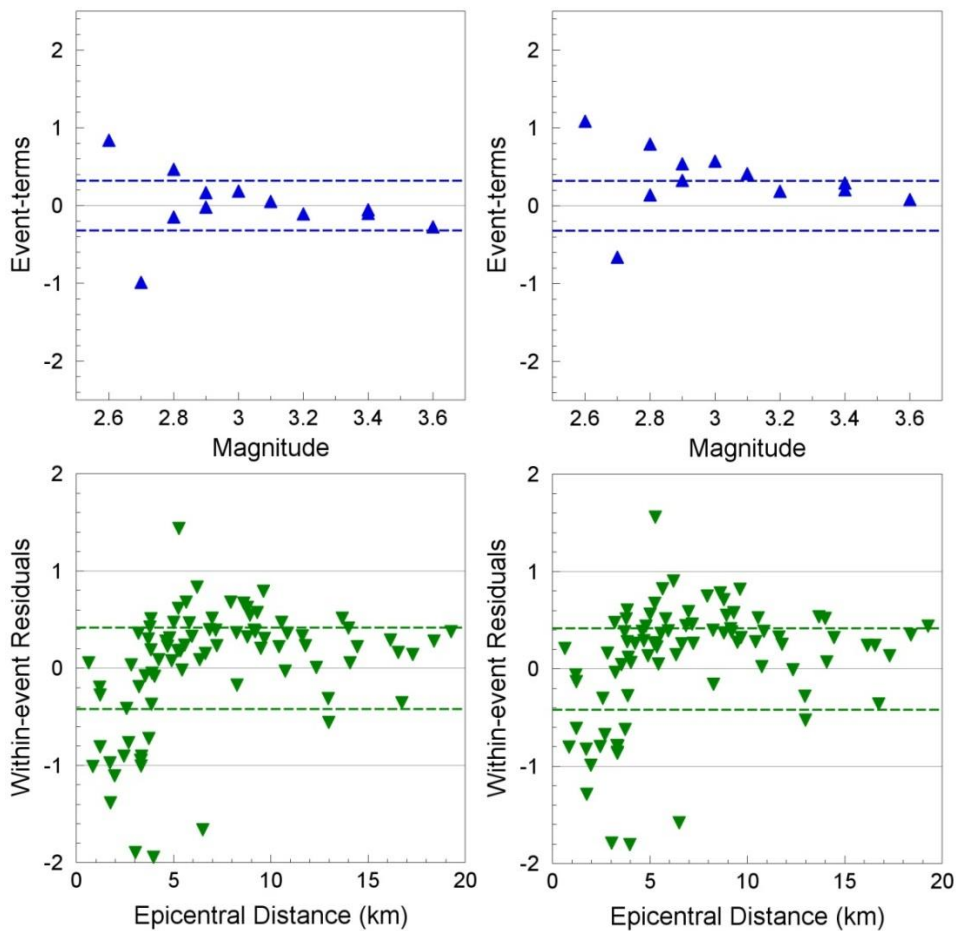 2
1
0
-1
-2
Event-terms
2.6 2.8 3 3.2 3.4 3.6
Magnitude
2
1
0
-1
-2
Event-terms
2.6 2.8 3 3.2 3.4 3.6
Magnitude
2
1
0
-1
-2
Within-event Residuals
0 5 10 15 20
Epicentral Distance (km)
2
1
0
-1
-2
Within-event Residuals
0 5 10 15 20
Epicentral Distance (km)